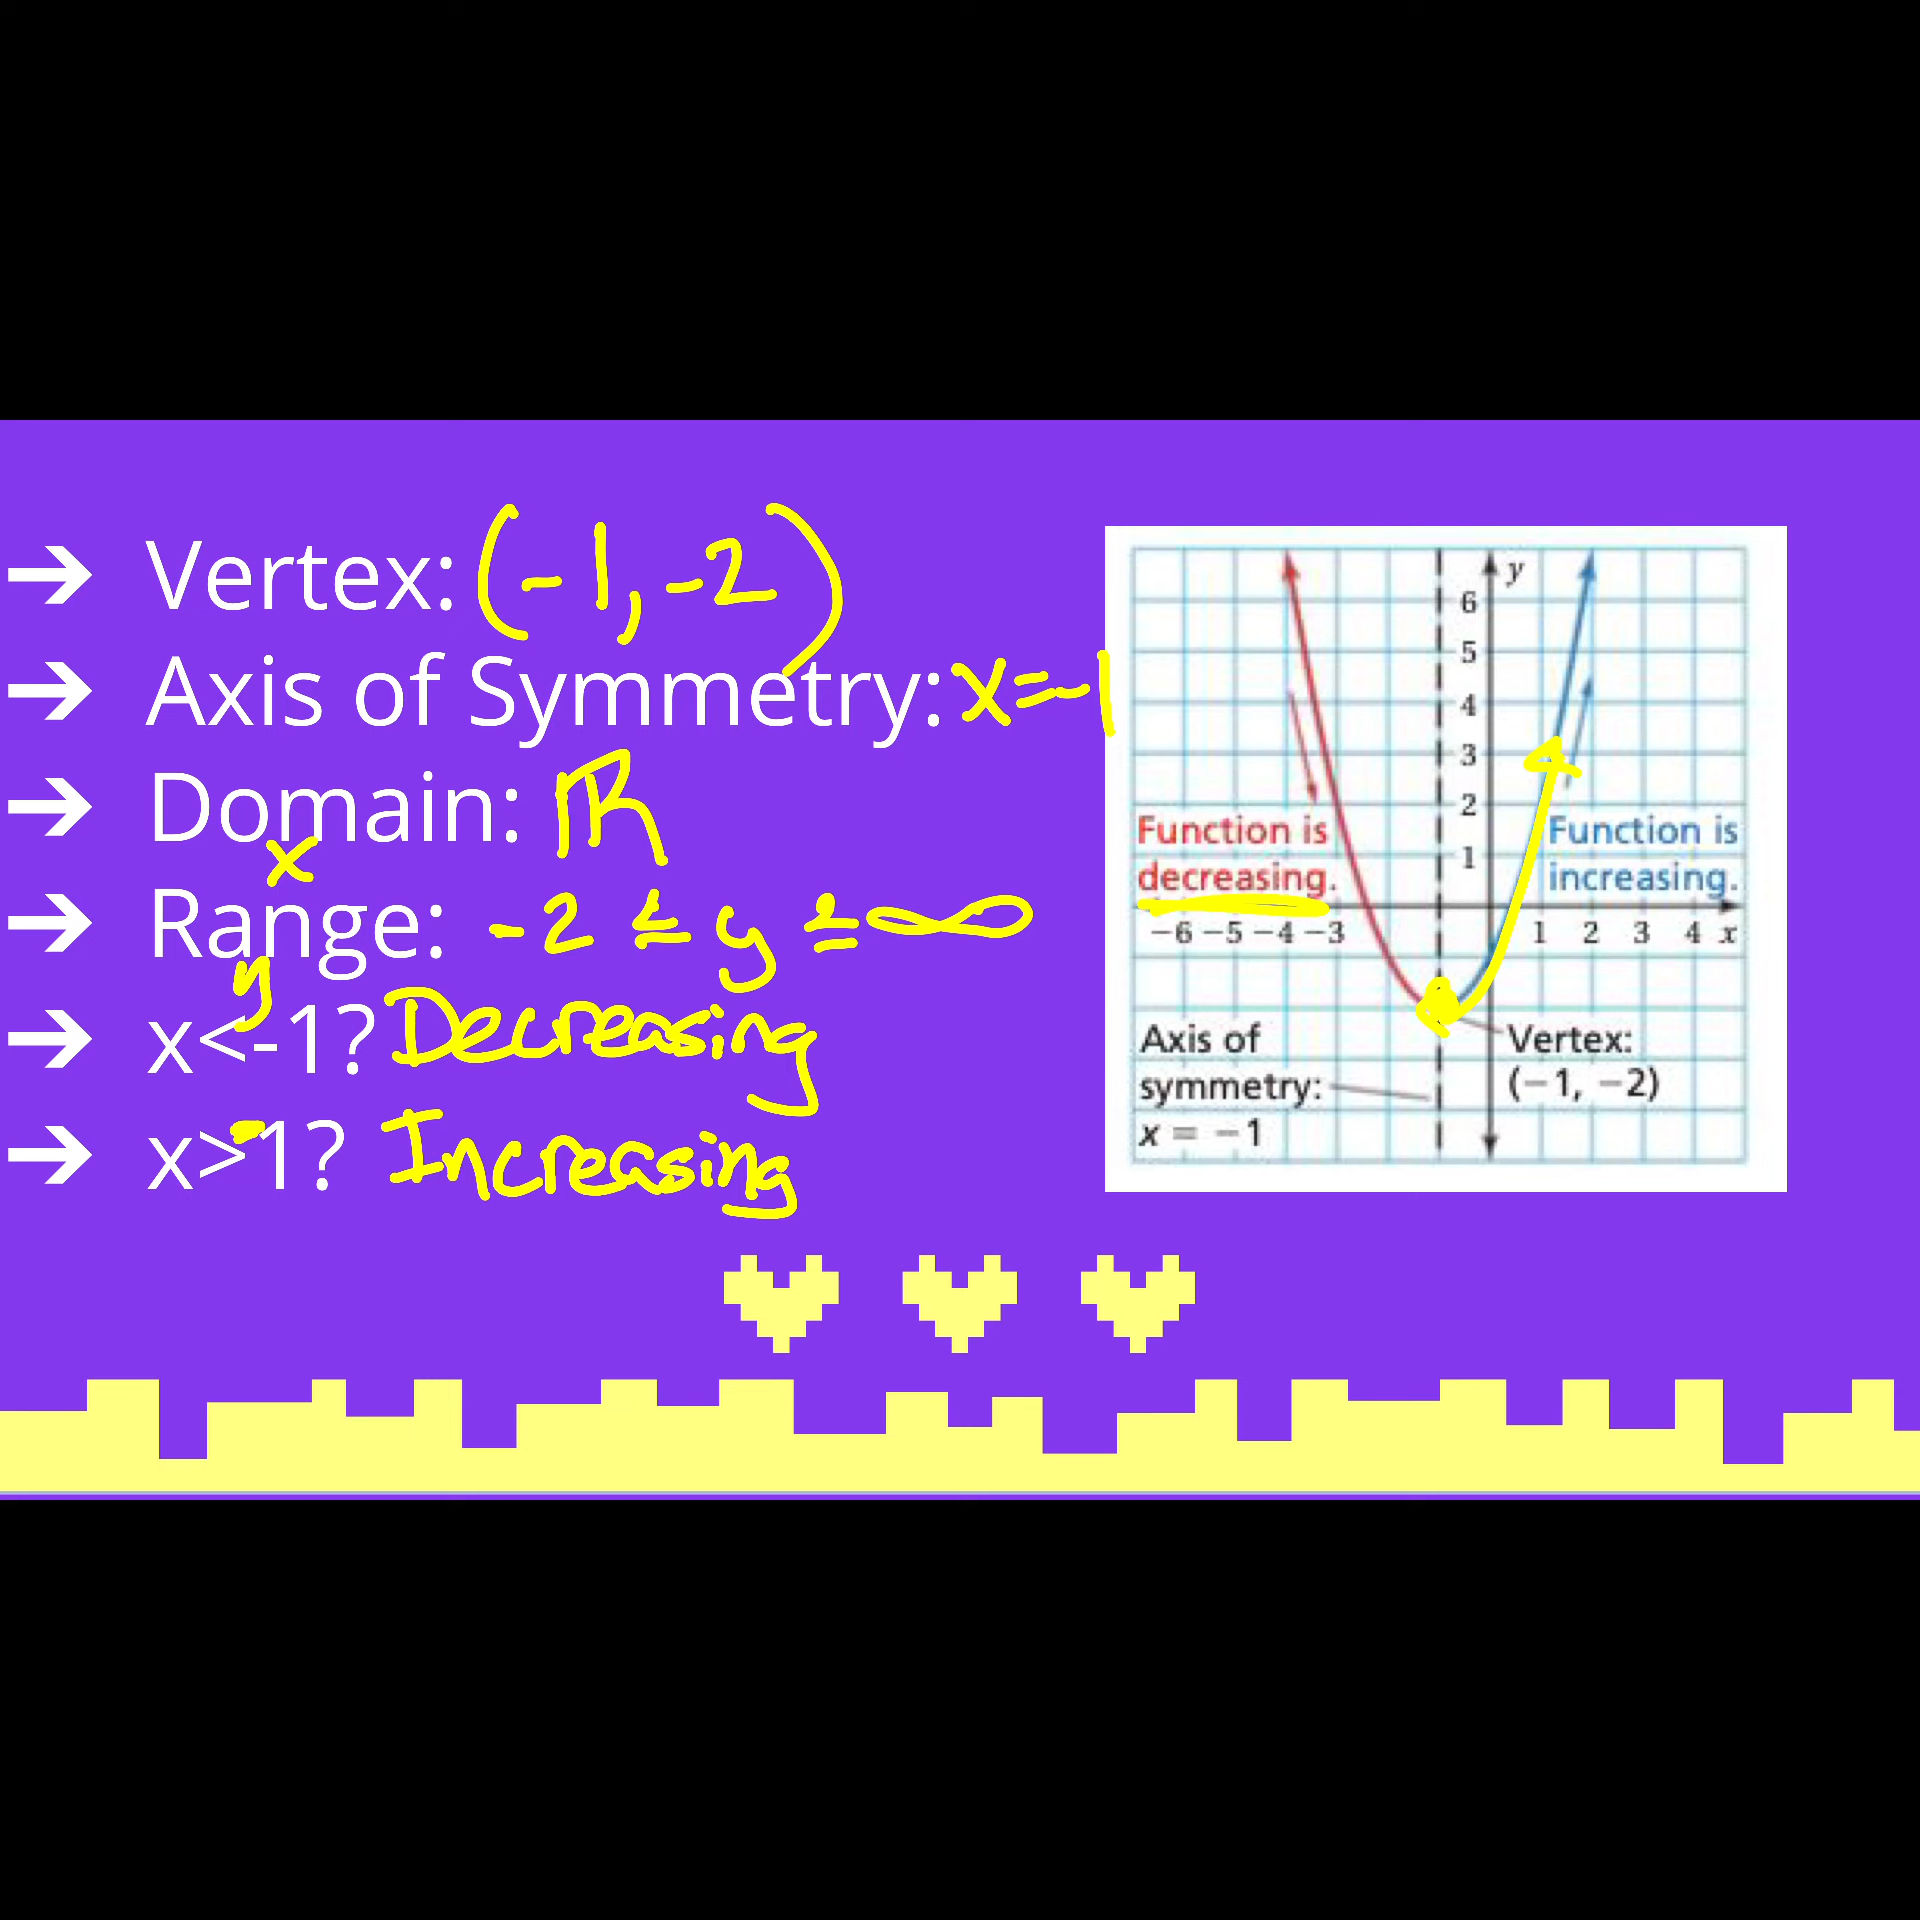 → Vertex: (-1, -2)
→ Axis of Symmetry: x=-1
→ Domain: ℝ
x
→ Range: -2 ≤ y ≤ ∞
y
→ x<-1? Decreasing
→ x>-1? Increasing
y
6
5
4
3
2
1
Function is
decreasing.
Function is
increasing.
-6 -5 -4 -3 1 2 3 4 x
Axis of
symmetry:
x = -1
Vertex:
(-1, -2)